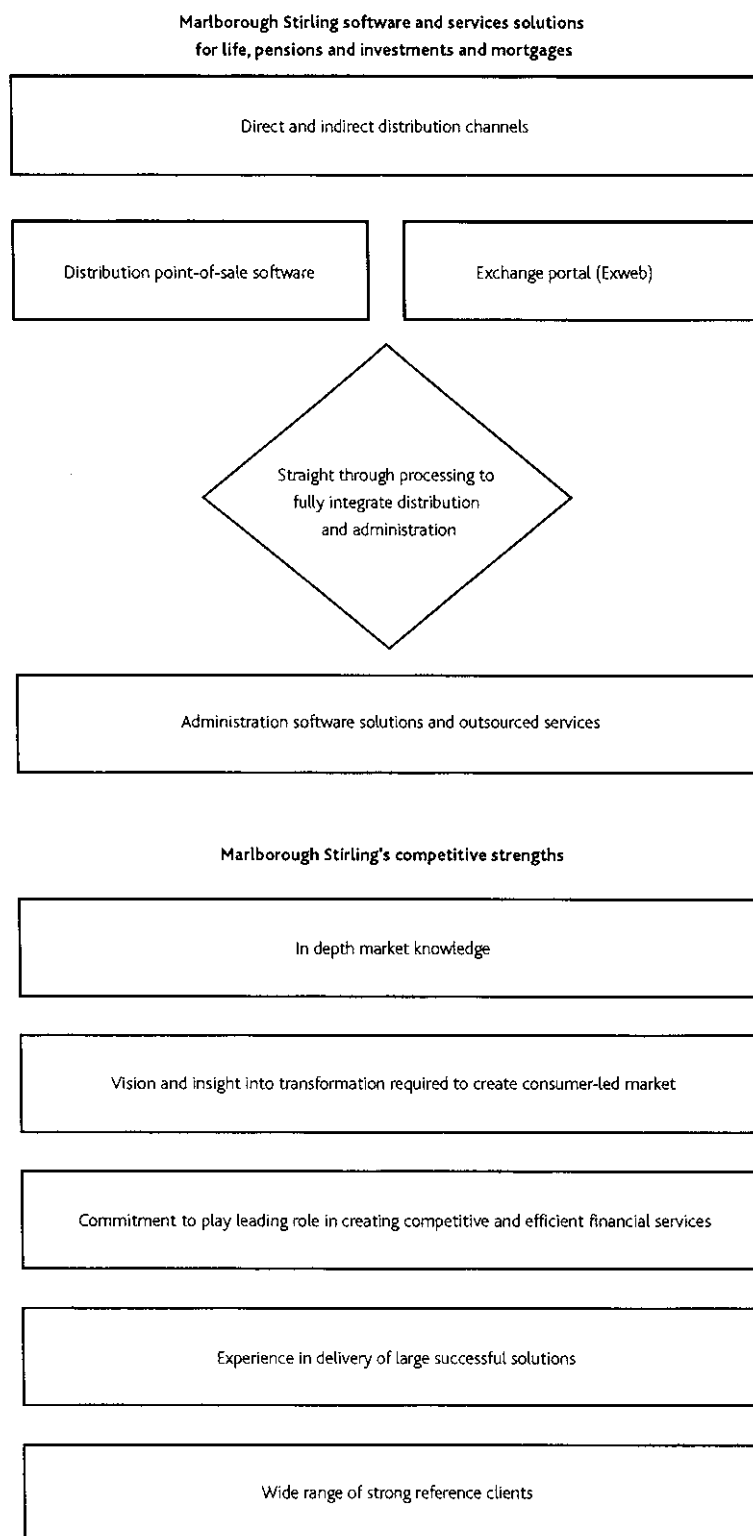 Marlborough Stirling software and services solutions
for life, pensions and investments and mortgages
Direct and indirect distribution channels
Distribution point-of-sale software
Exchange portal (Exweb)
Straight through processing to
fully integrate distribution
and administration
Administration software solutions and outsourced services
Marlborough Stirling's competitive strengths
In depth market knowledge
Vision and insight into transformation required to create consumer-led market
Commitment to play leading role in creating competitive and efficient financial services
Experience in delivery of large successful solutions
Wide range of strong reference clients